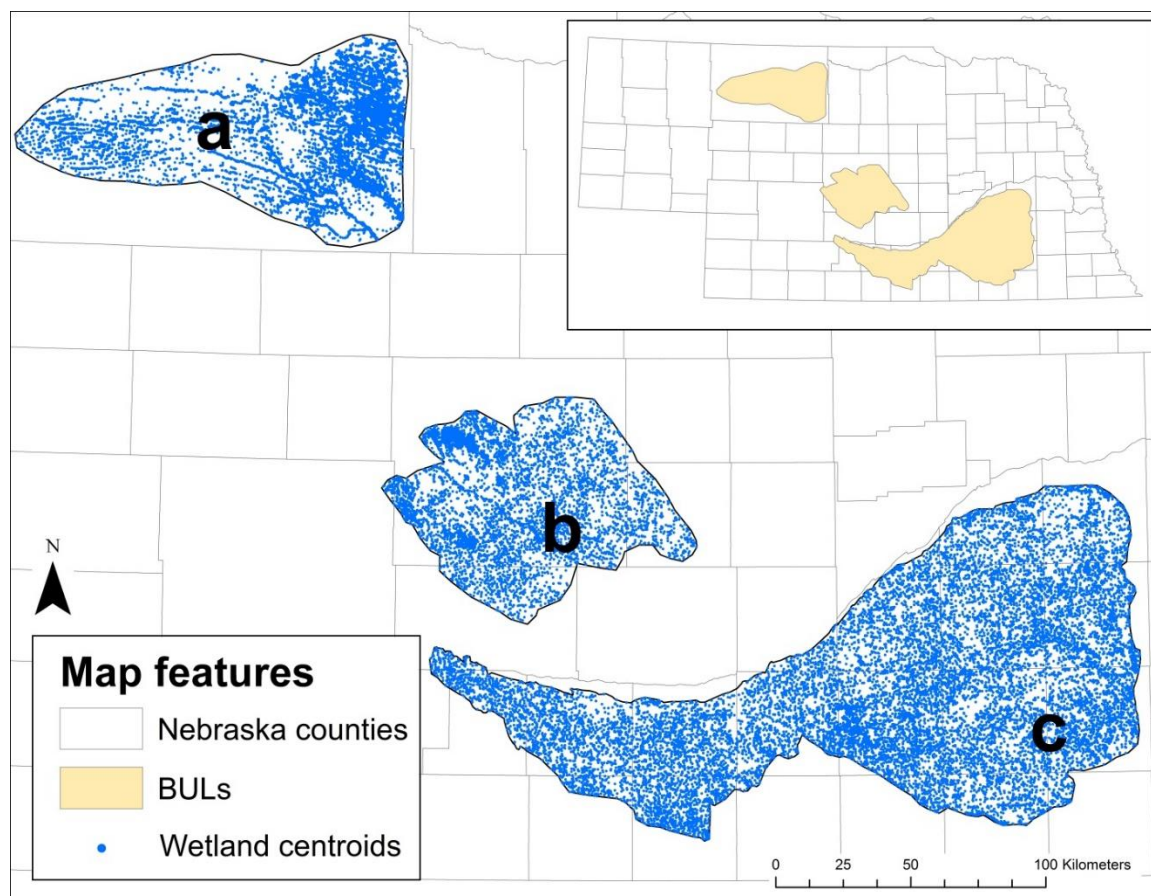 a
b
c
N
Map features
Nebraska counties
BULs
Wetland centroids
0 25 50 100 Kilometers